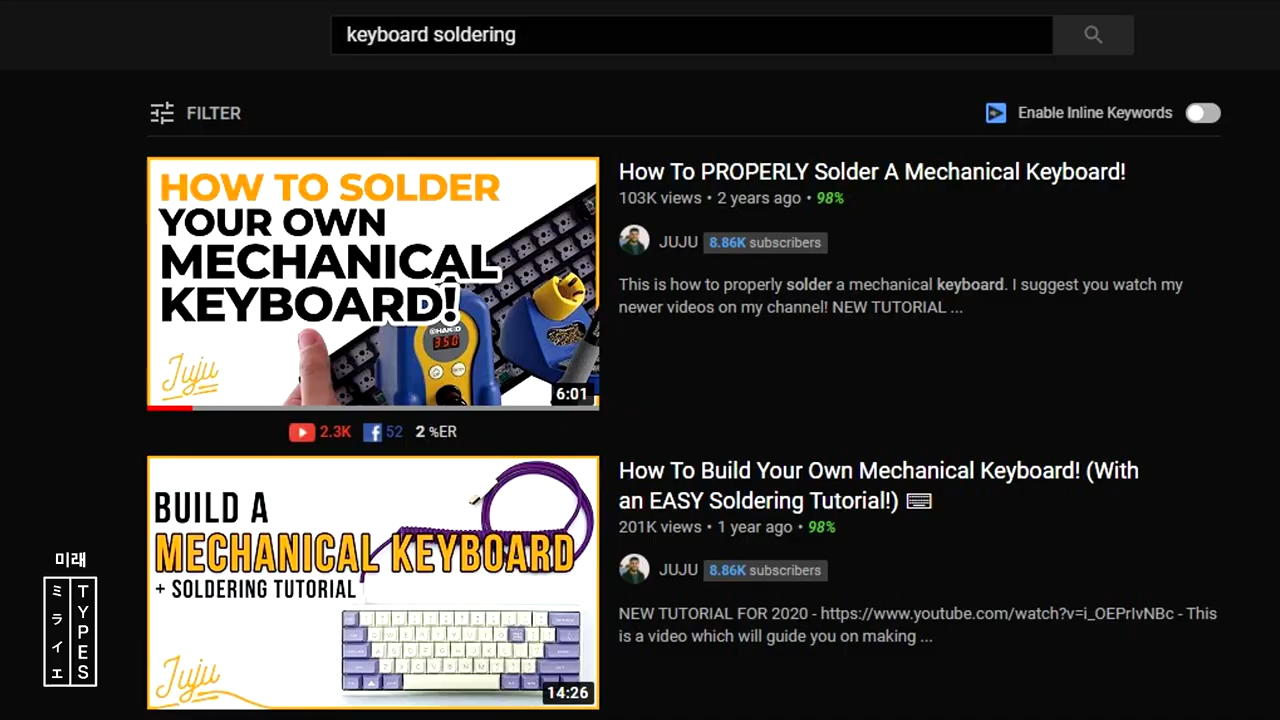 keyboard soldering
FILTER
Enable Inline Keywords
HOW TO SOLDER
YOUR OWN
MECHANICAL
KEYBOARD!
HAKKO
350
Juju
6:01
2.3K 52 2 %ER
How To PROPERLY Solder A Mechanical Keyboard!
103K views • 2 years ago • 98%
JUJU 8.86K subscribers
This is how to properly solder a mechanical keyboard. I suggest you watch my
newer videos on my channel! NEW TUTORIAL ...
BUILD A
MECHANICAL KEYBOARD
+ SOLDERING TUTORIAL
Juju
14:26
How To Build Your Own Mechanical Keyboard! (With
an EASY Soldering Tutorial!)
201K views • 1 year ago • 98%
JUJU 8.86K subscribers
NEW TUTORIAL FOR 2020 - https://www.youtube.com/watch?v=i_OEPrIvNBc - This
is a video which will guide you on making ...
미래
ミライエ
TYPES